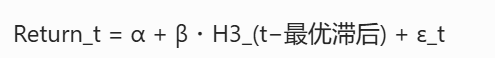 Return_t = α + β · H3_(t−最优滞后) + ε_t